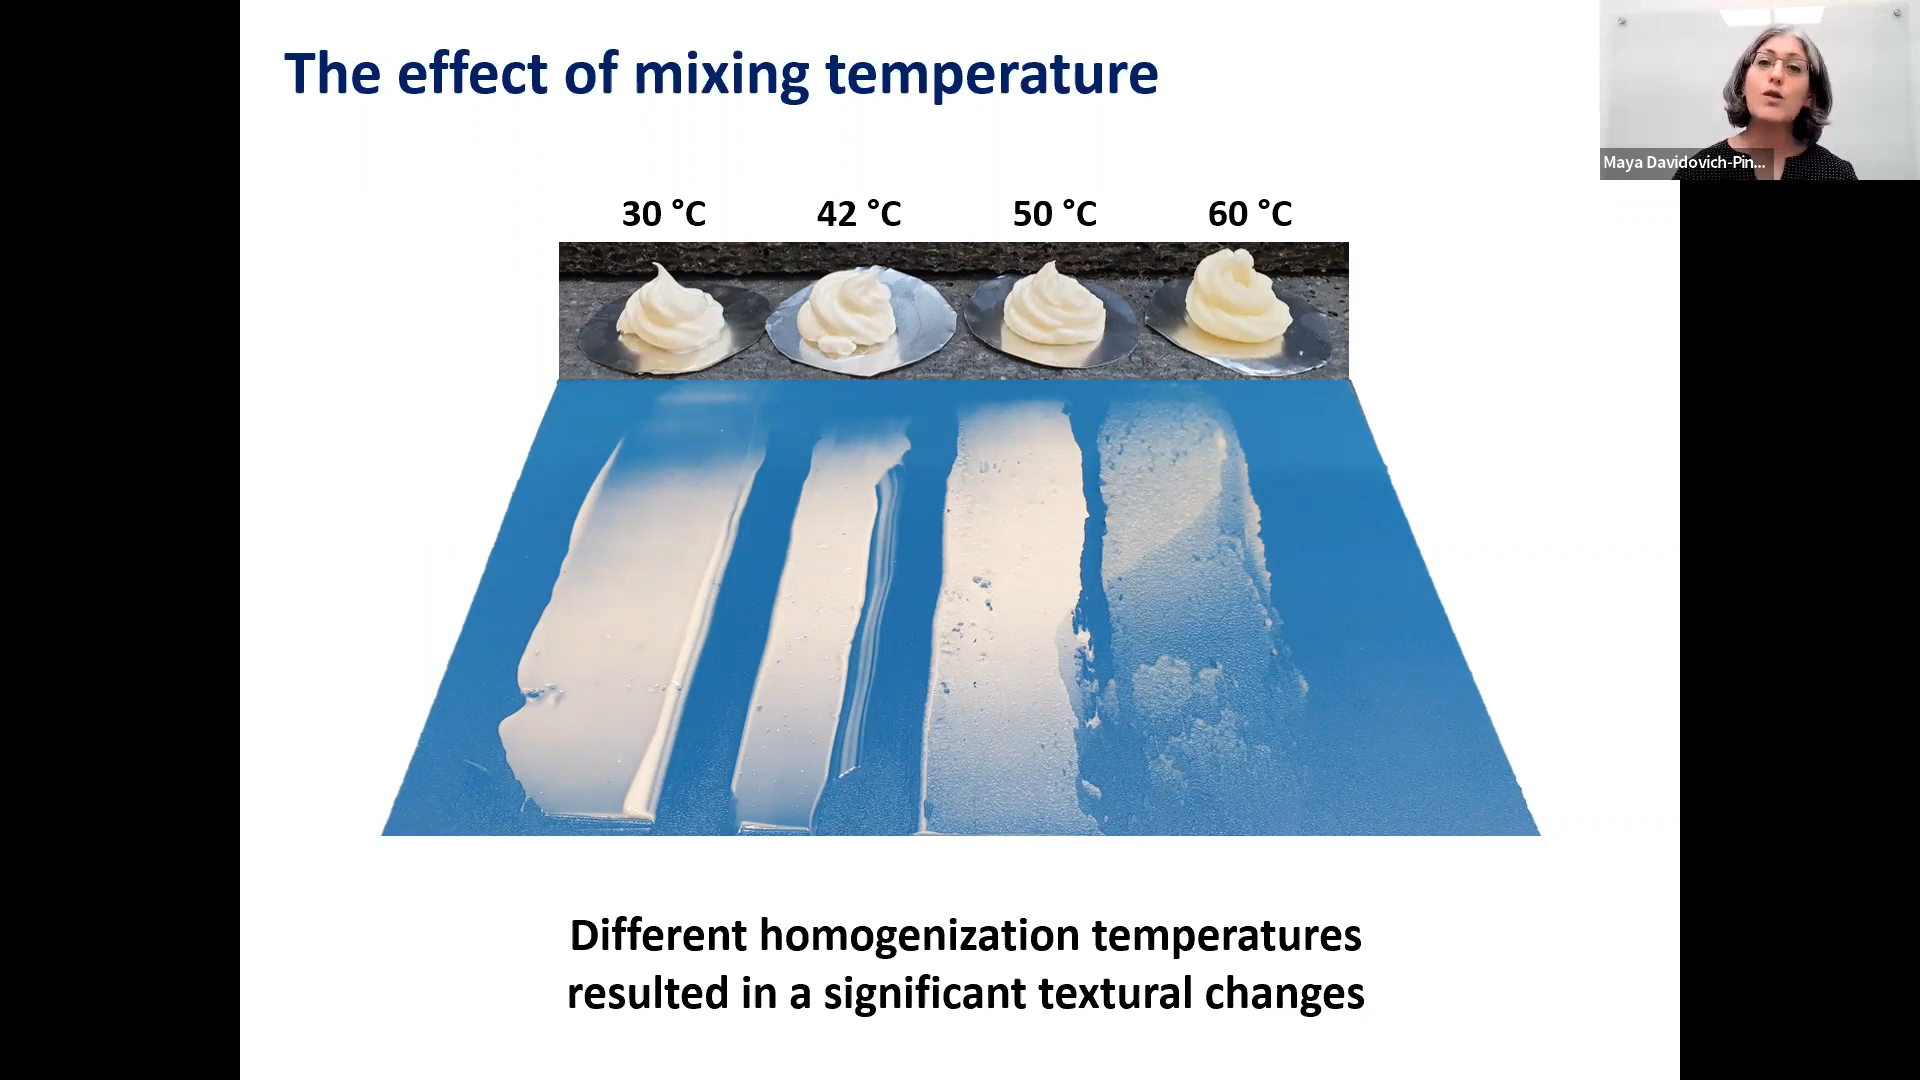 The effect of mixing temperature
Maya Davidovich-Pin...
30 °C 42 °C 50 °C 60 °C
Different homogenization temperatures
resulted in a significant textural changes